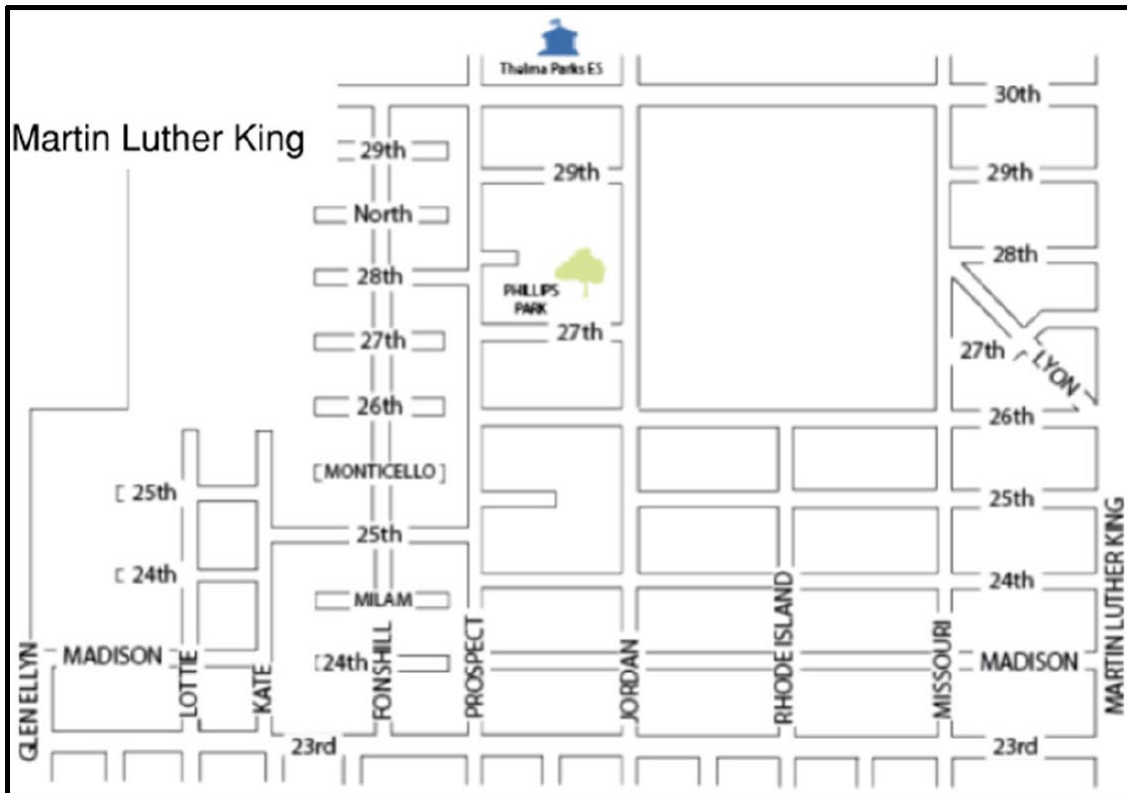 Thelma Parks ES
30th
Martin Luther King
29th
29th
29th
North
28th
28th
PHILLIPS
PARK
27th
27th
27th
LYON
26th
26th
MONTICELLO
25th
25th
25th
24th
24th
MILAM
24th
MADISON
MADISON
GLEN ELLYN
LOTTIE
KATE
FONSHILL
PROSPECT
JORDAN
RHODE ISLAND
MISSOURI
MARTIN LUTHER KING
23rd
23rd